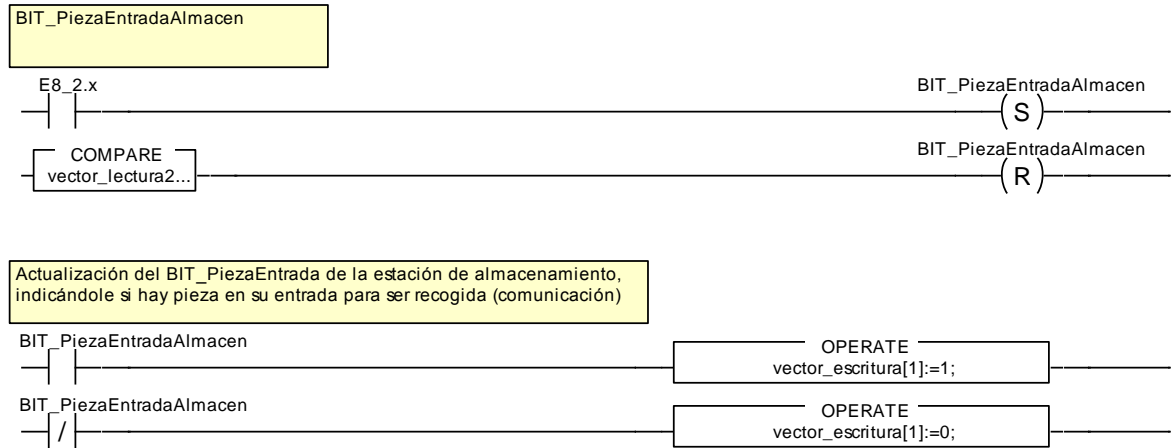 BIT_PiezaEntradaAlmacen
E8_2.x
BIT_PiezaEntradaAlmacen
S
COMPARE
vector_lectura2...
BIT_PiezaEntradaAlmacen
R
Actualización del BIT_PiezaEntrada de la estación de almacenamiento,
indicándole si hay pieza en su entrada para ser recogida (comunicación)
BIT_PiezaEntradaAlmacen
OPERATE
vector_escritura[1]:=1;
BIT_PiezaEntradaAlmacen
/
OPERATE
vector_escritura[1]:=0;